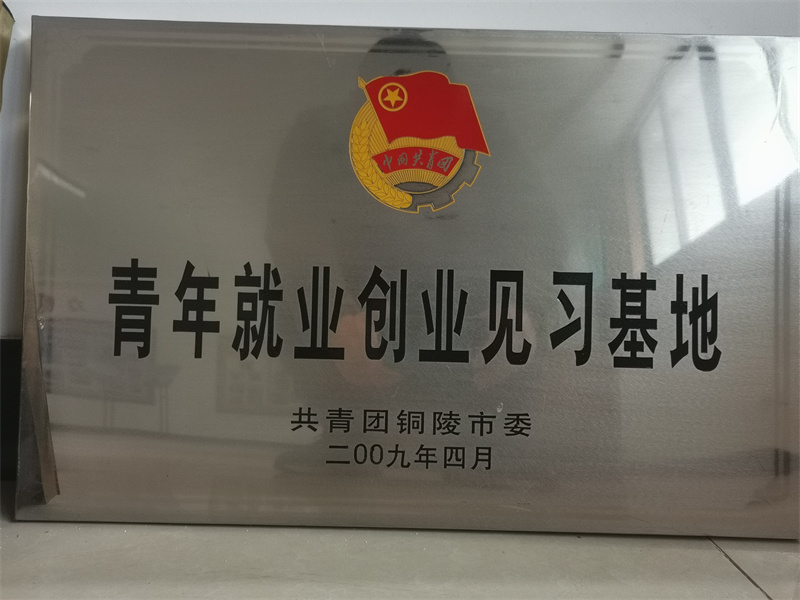 中国共青团
青年就业创业见习基地
共青团铜陵市委
二00九年四月